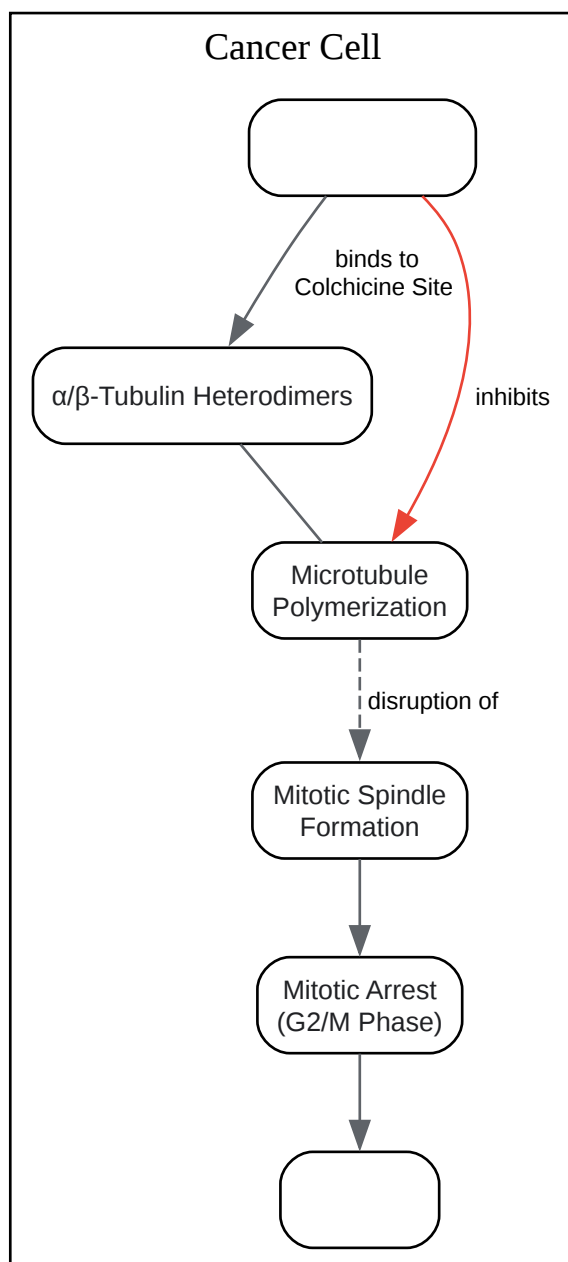 Cancer Cell
binds to
Colchicine Site
α/β-Tubulin Heterodimers
inhibits
Microtubule
Polymerization
disruption of
Mitotic Spindle
Formation
Mitotic Arrest
(G2/M Phase)